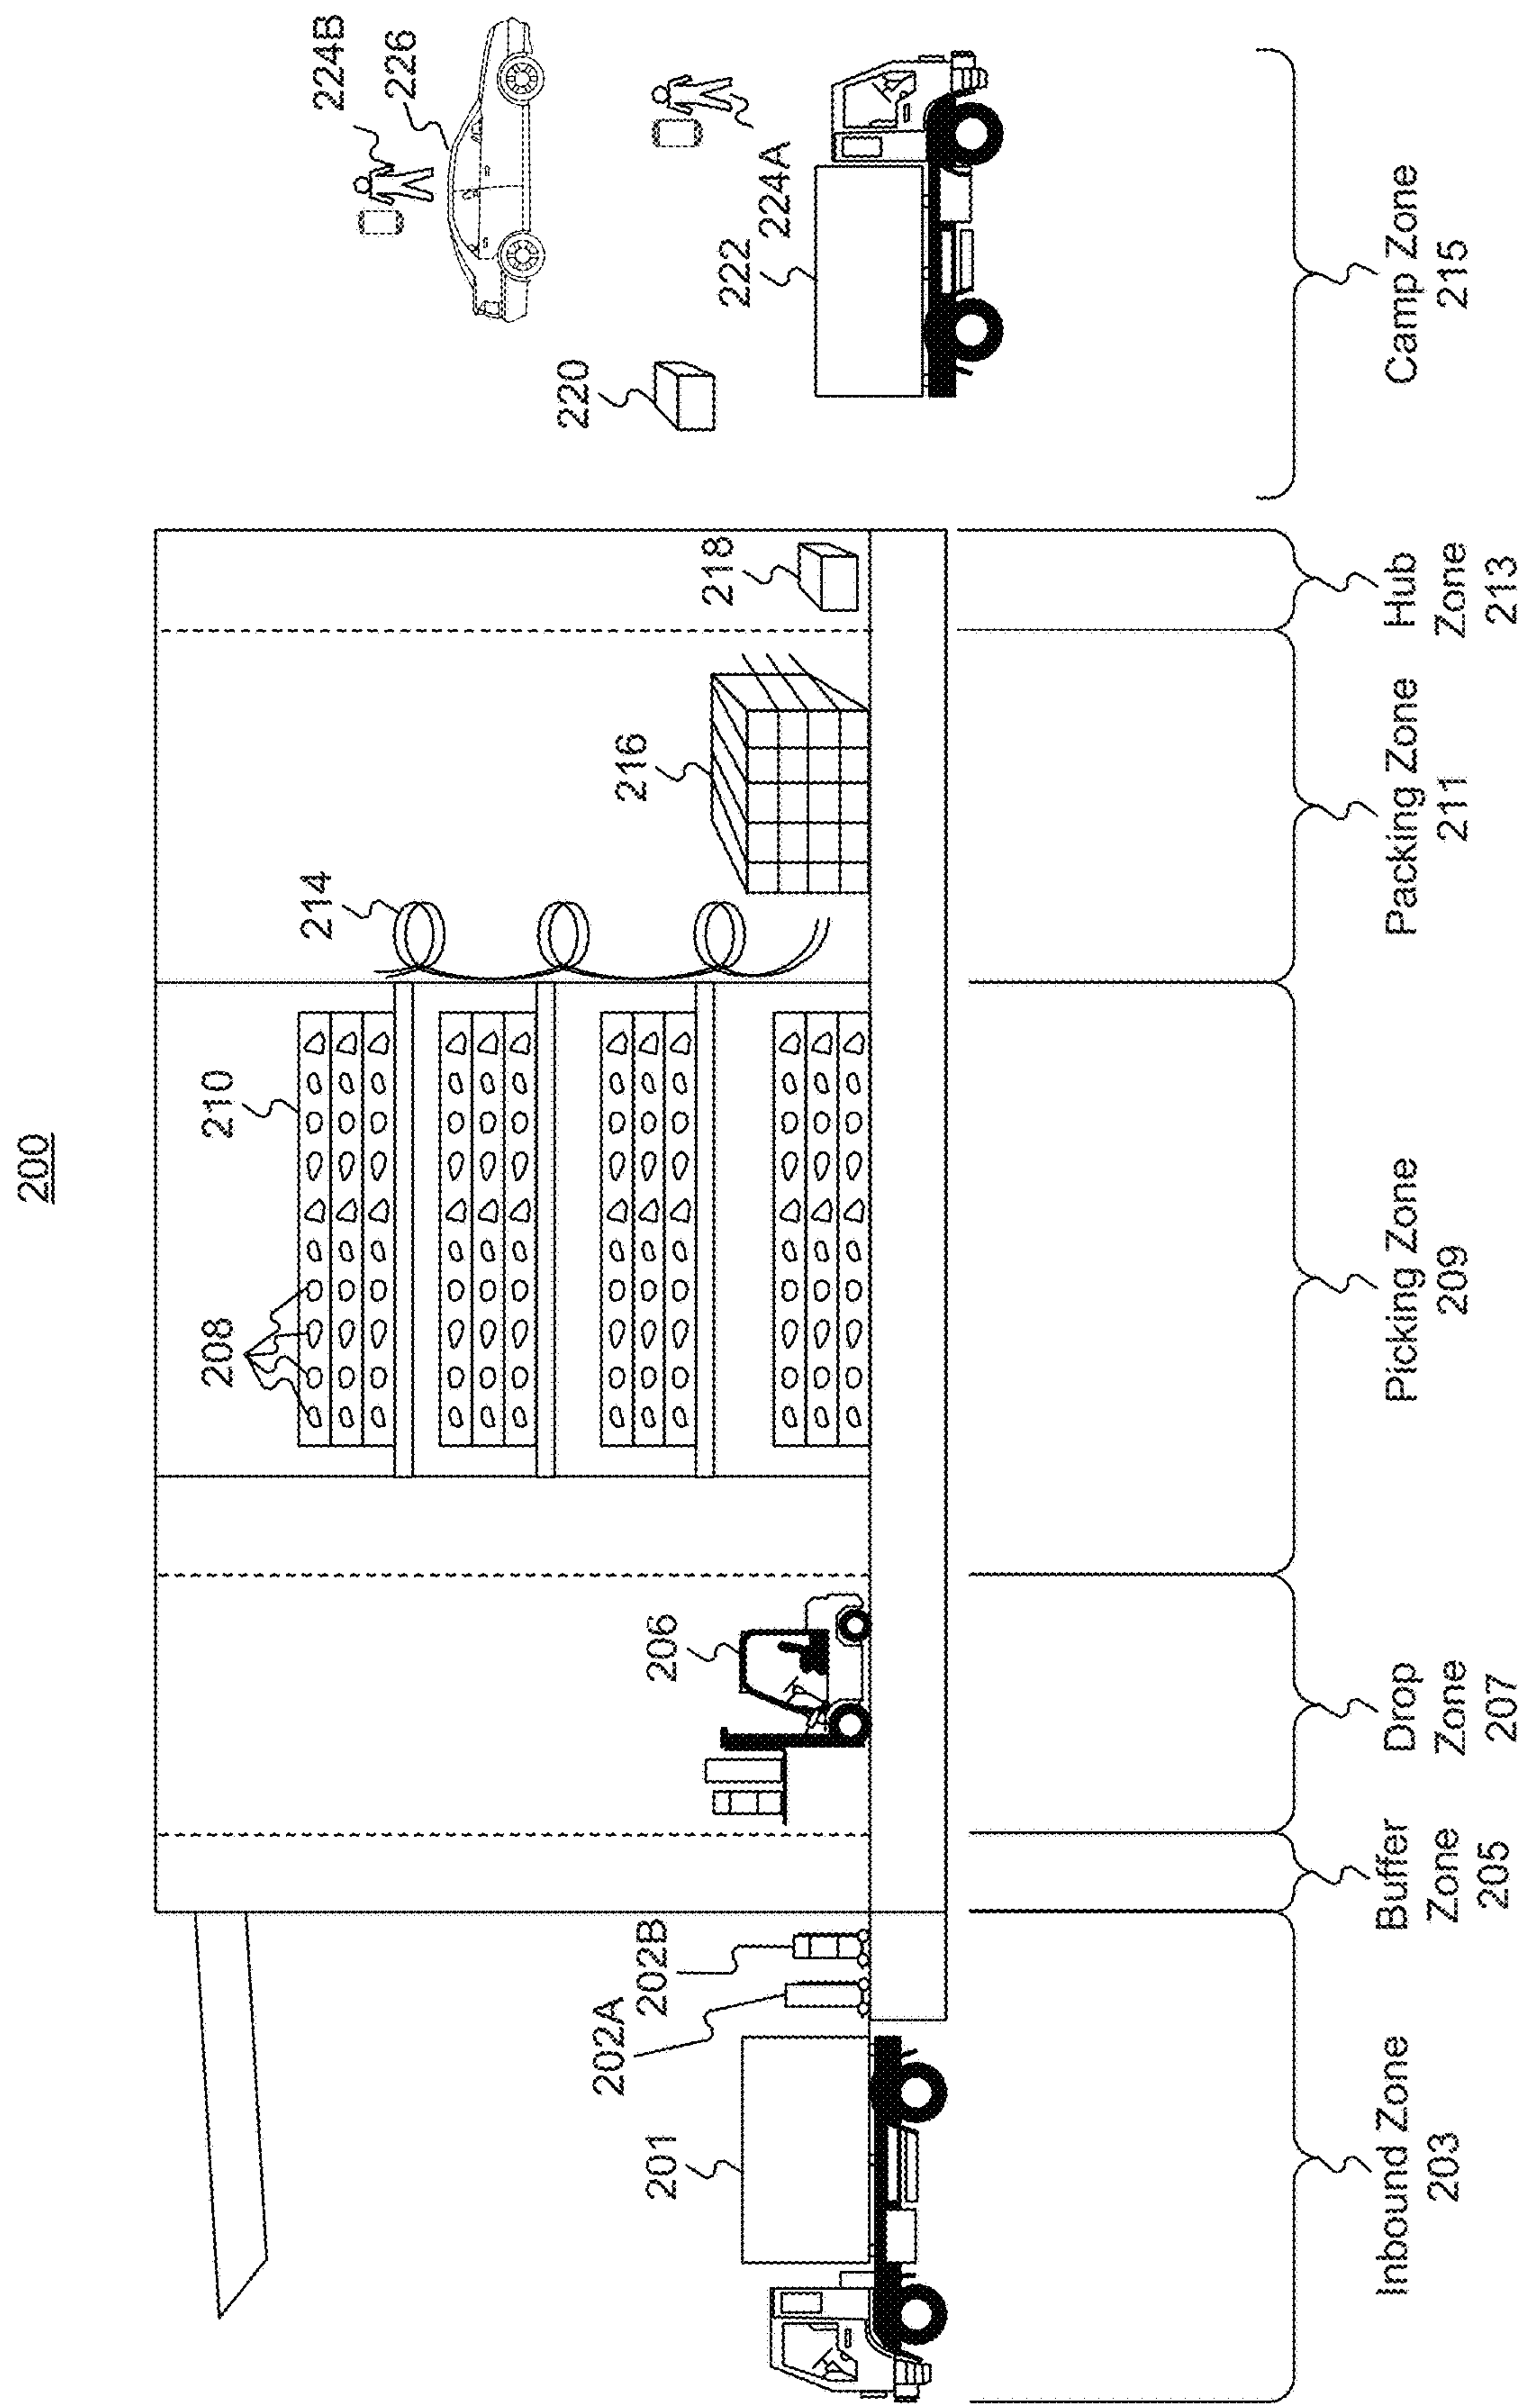 200
201
202A
202B
206
208
210
214
216
218
220
222
224A
224B
226
Inbound Zone
203
Buffer
Zone
205
Drop
Zone
207
Picking Zone
209
Packing Zone
211
Hub
Zone
213
Camp Zone
215